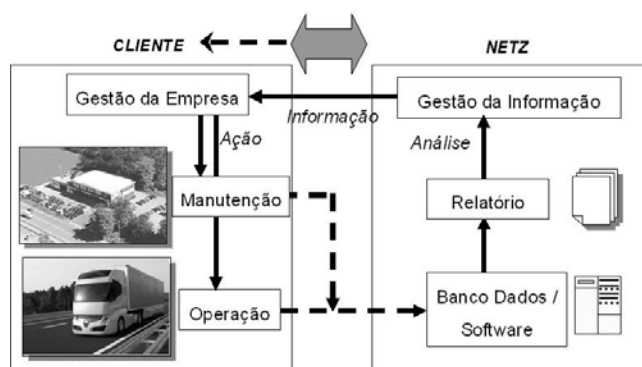 CLIENTE
NETZ
Gestão da Empresa
Informação
Gestão da Informação
Ação
Análise
Manutenção
Relatório
Operação
Banco Dados /
Software